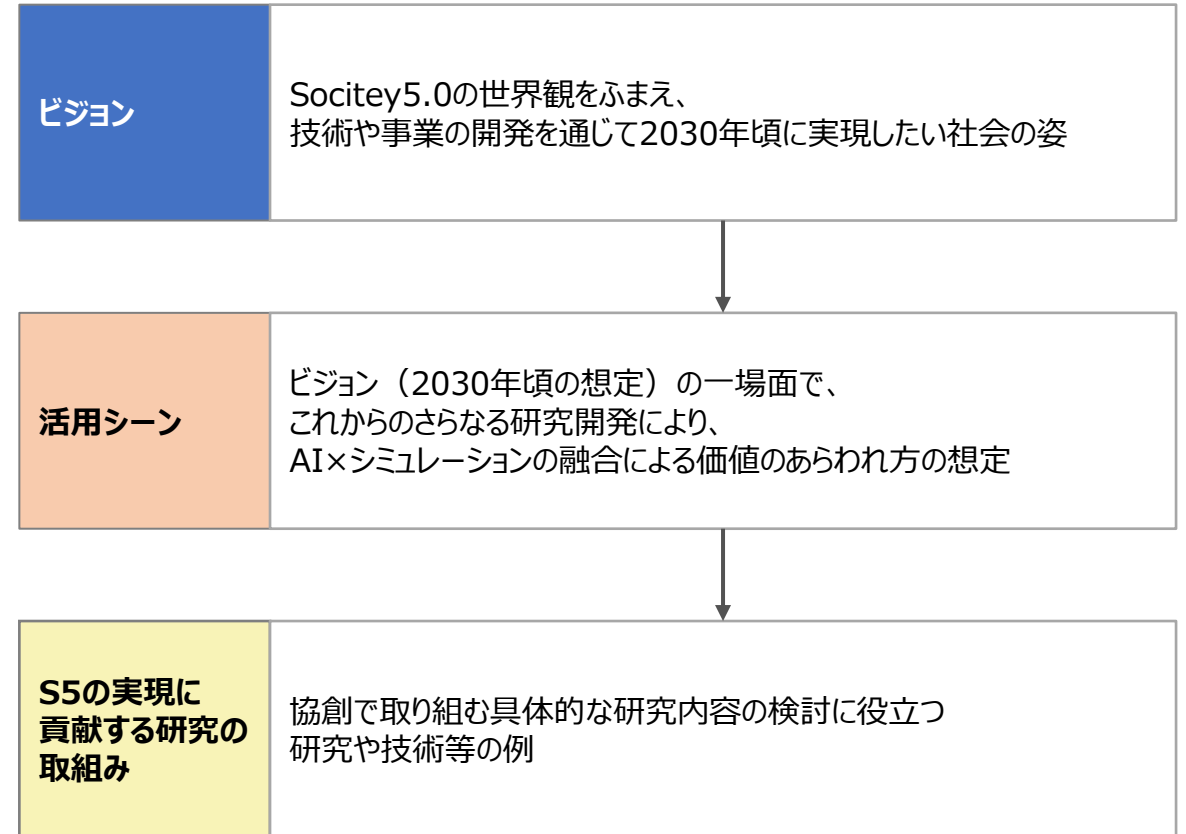 ビジョン
Socitey5.0の世界観をふまえ、
技術や事業の開発を通じて2030年頃に実現したい社会の姿
活用シーン
ビジョン（2030年頃の想定）の一場面で、
これからのさらなる研究開発により、
AI×シミュレーションの融合による価値のあらわれ方の想定
S5の実現に
貢献する研究の
取組み
協創で取り組む具体的な研究内容の検討に役立つ
研究や技術等の例